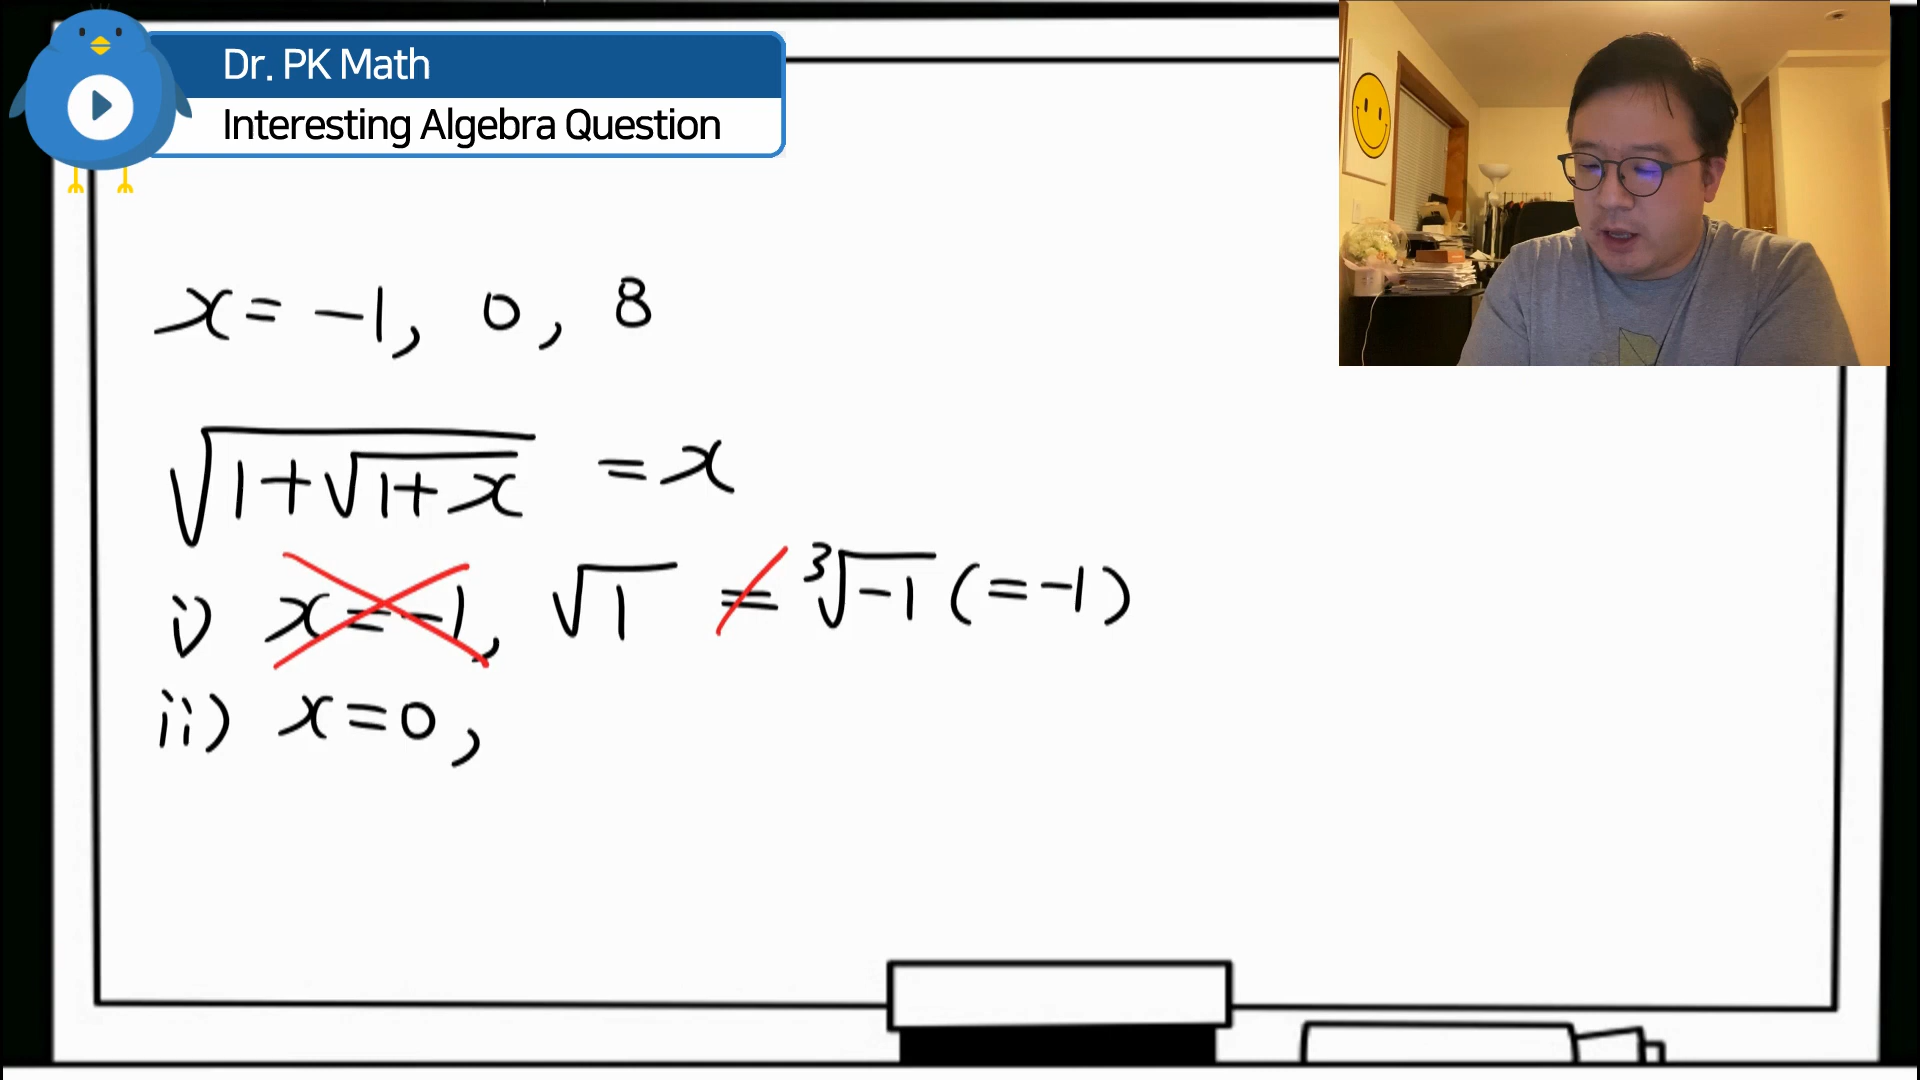 Dr. PK Math
Interesting Algebra Question
x = -1, 0, 8
√(1+√(1+x)) = x
i) x=-1, √1 ≠ ∛-1 (= -1)
ii) x=0,